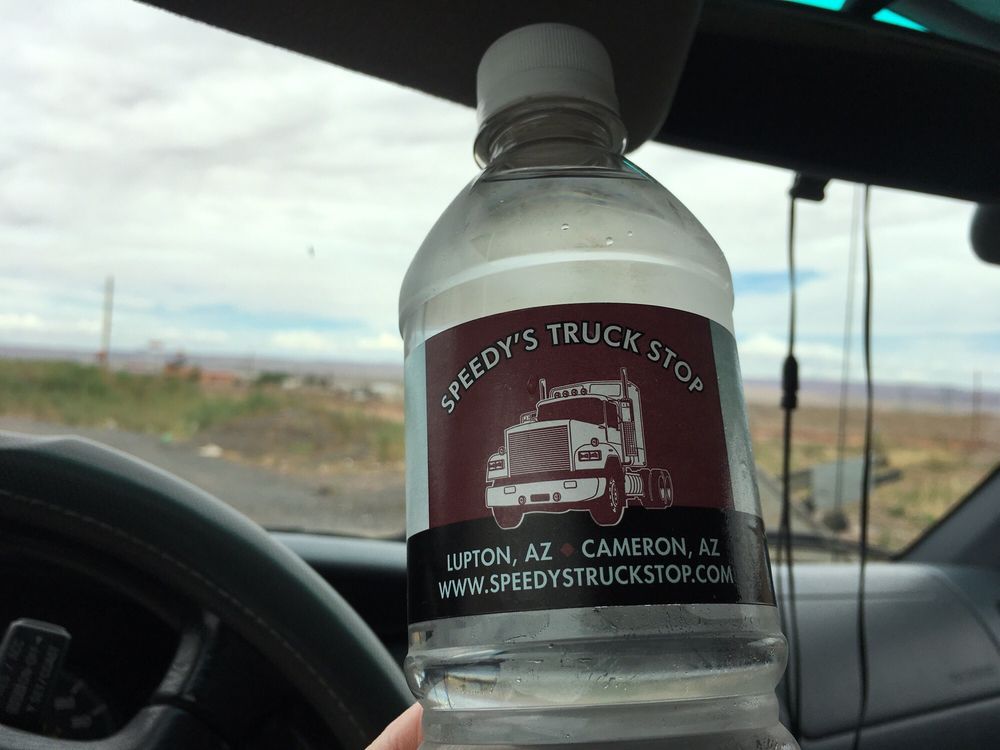 SPEEDY'S TRUCK STOP
LUPTON, AZ ◆ CAMERON, AZ
WWW.SPEEDYSTRUCKSTOP.COM